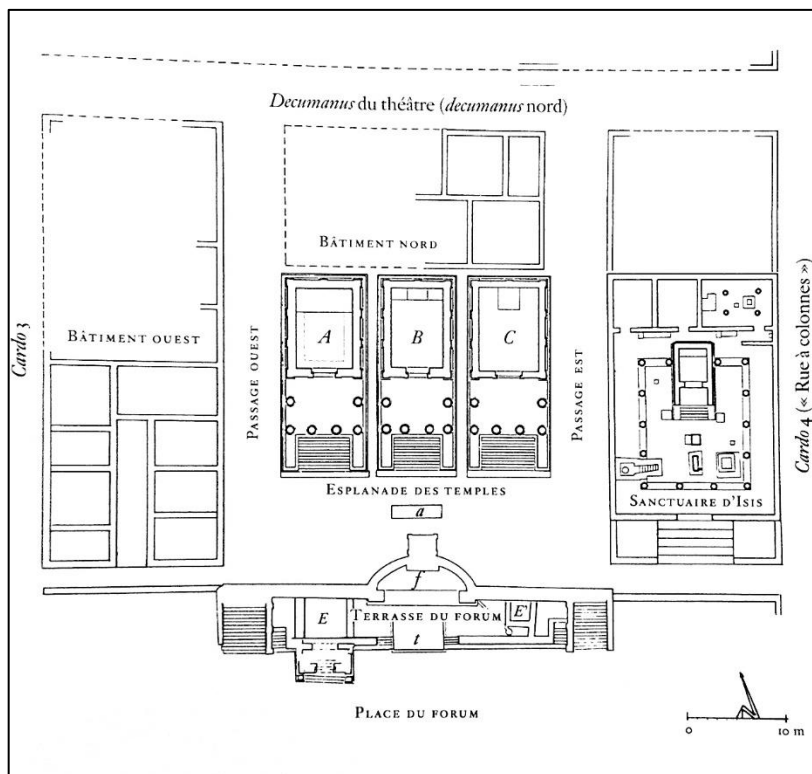 Decumanus du théâtre (decumanus nord)
BÂTIMENT NORD
Cardo 3
BÂTIMENT OUEST
PASSAGE OUEST
A
B
C
PASSAGE EST
Cardo 4 (« Rue à colonnes »)
ESPLANADE DES TEMPLES
SANCTUAIRE D'ISIS
a
f
E
TERRASSE DU FORUM
E'
t
PLACE DU FORUM
0 10 m